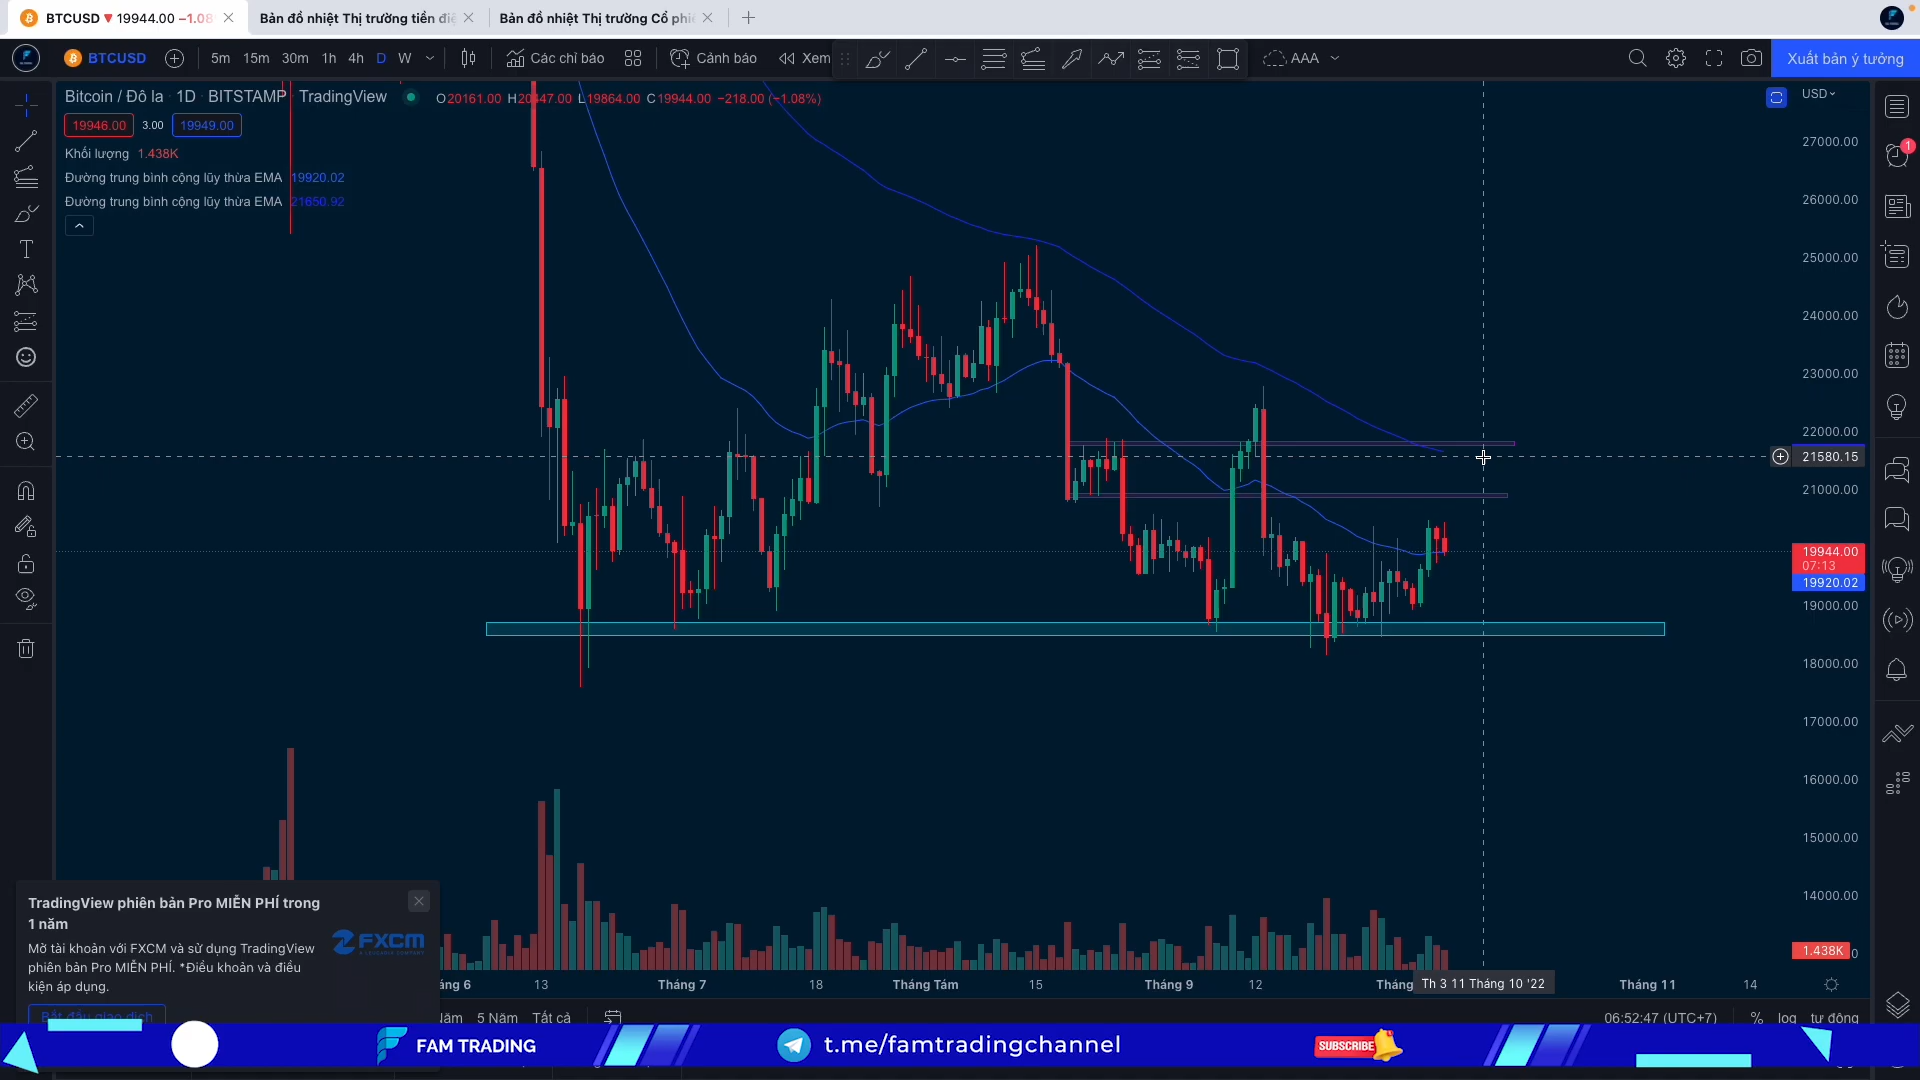 BTCUSD ▼ 19944.00 −1.08
Bản đồ nhiệt Thị trường tiền
Bản đồ nhiệt Thị trường Cổ
BTCUSD
5m 15m 30m 1h 4h D W
Các chỉ báo
Cảnh báo
Xem
AAA
Xuất bản ý tưởng
Bitcoin / Đô la 1D BITSTAMP TradingView
O20161.00 H20447.00 L19864.00 C19944.00 −218.00 (−1.08%)
USD
19946.00 3.00 19949.00
Khối lượng 1.438K
Đường trung bình cộng lũy thừa EMA 19920.02
Đường trung bình cộng lũy thừa EMA 21650.92
1
27000.00
26000.00
25000.00
24000.00
23000.00
22000.00
21580.15
21000.00
19944.00
07:13
19920.02
19000.00
18000.00
17000.00
16000.00
15000.00
14000.00
1.438K
TradingView phiên bản Pro MIỄN PHÍ trong
1 năm
Mở tài khoản với FXCM và sử dụng TradingView
phiên bản Pro MIỄN PHÍ. *Điều khoản và điều
kiện áp dụng.
Bắt đầu giao dịch
FXCM
13 Tháng 7 18 Tháng Tám 15 Tháng 9 12 Th 3 11 Tháng 10 '22 Tháng 11 14
5 Năm Tất cả
06:52:47 (UTC+7) % log tự động
FAM TRADING
t.me/famtradingchannel
SUBSCRIBE